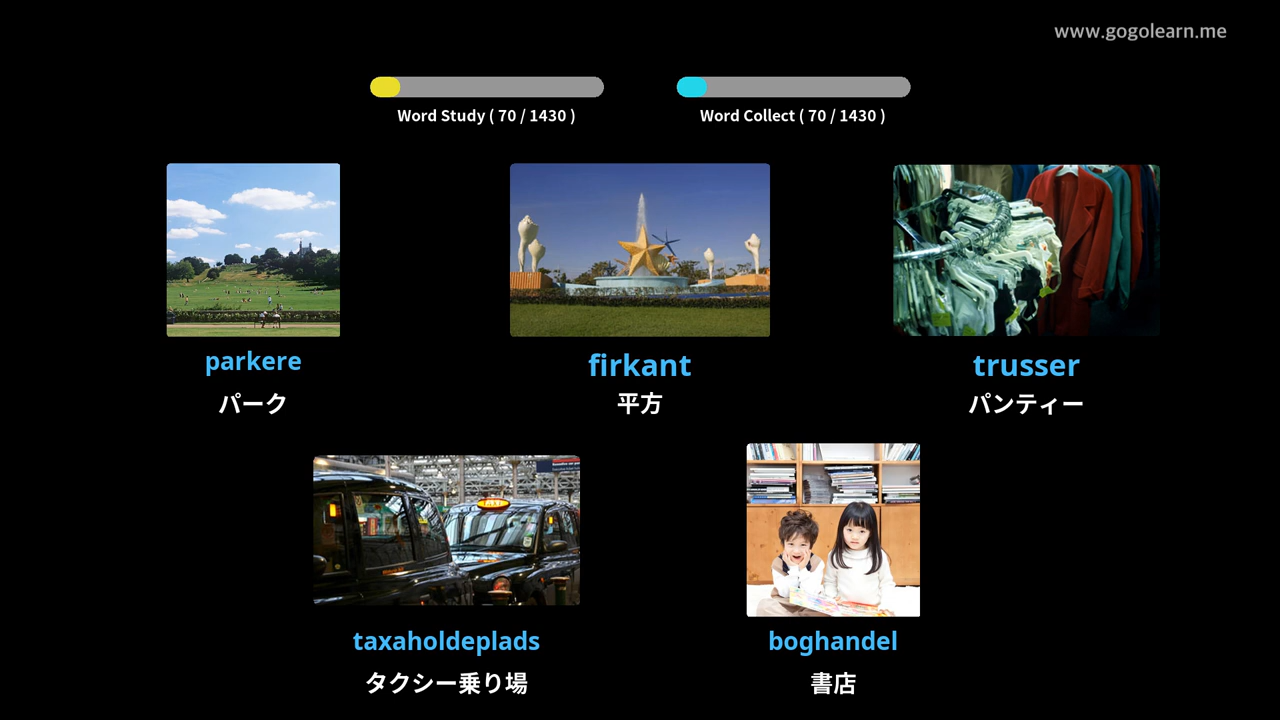 www.gogolearn.me
Word Study ( 70 / 1430 )
Word Collect ( 70 / 1430 )
parkere
パーク
firkant
平方
trusser
パンティー
TAXI
taxaholdeplads
タクシー乗り場
boghandel
書店